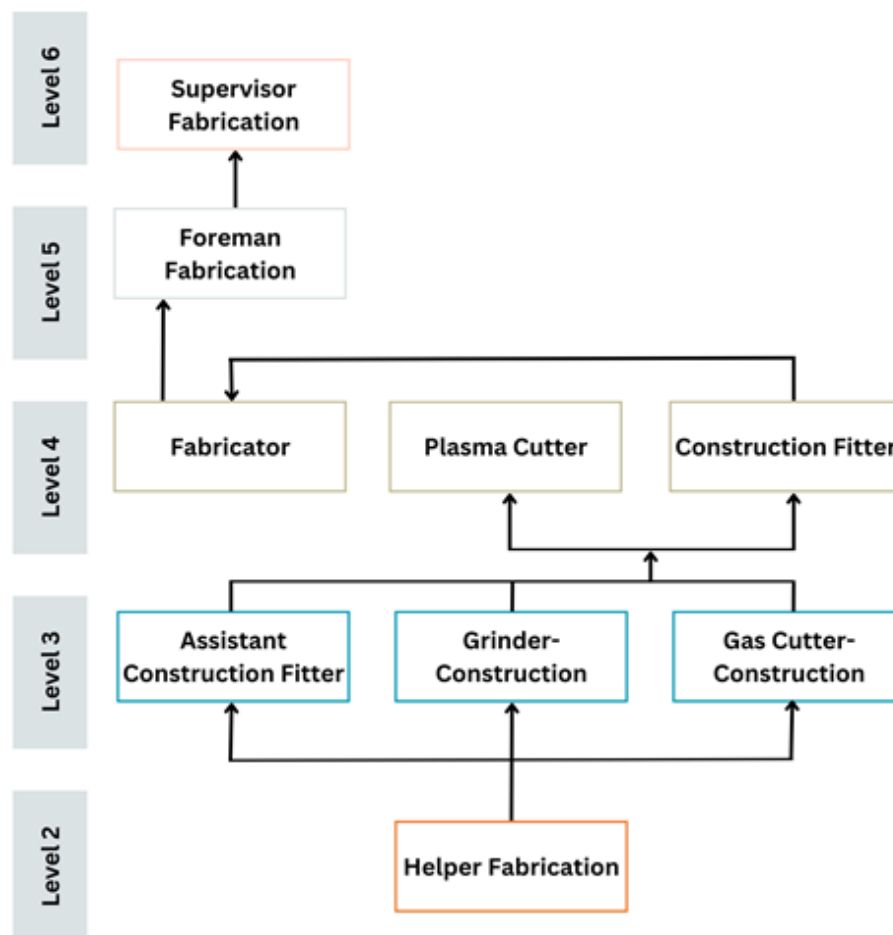 Level 6
Supervisor
Fabrication
Level 5
Foreman
Fabrication
Level 4
Fabricator
Plasma Cutter
Construction Fitter
Level 3
Assistant
Construction Fitter
Grinder-
Construction
Gas Cutter-
Construction
Level 2
Helper Fabrication